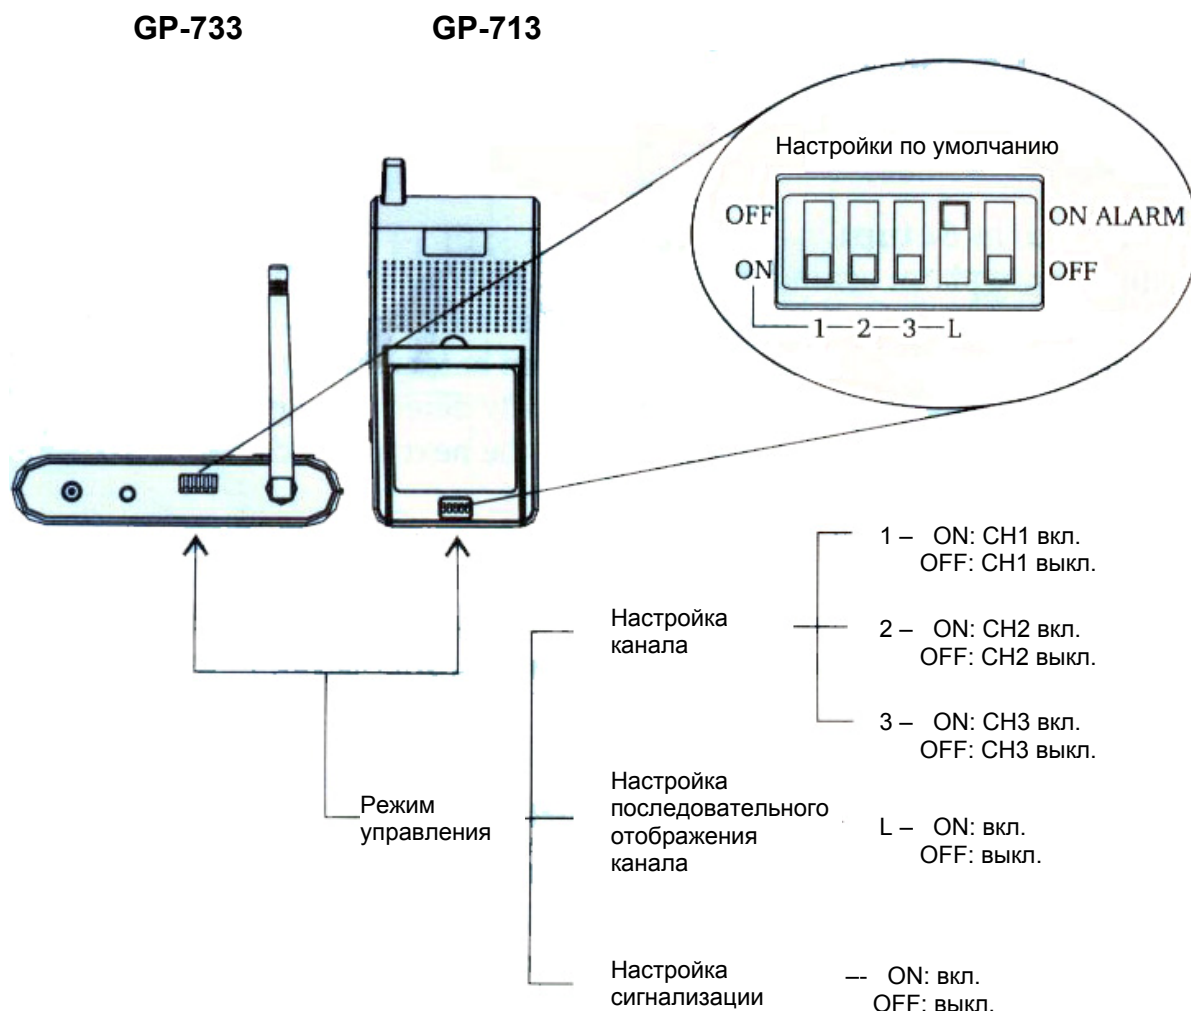 GP-733 GP-713
Настройки по умолчанию
OFF ON ALARM
ON OFF
1—2—3—L
1 – ON: CH1 вкл.
OFF: CH1 выкл.
Настройка
канала
2 – ON: CH2 вкл.
OFF: CH2 выкл.
3 – ON: CH3 вкл.
OFF: CH3 выкл.
Режим
управления
Настройка
последовательного
отображения
канала
L – ON: вкл.
OFF: выкл.
Настройка
сигнализации
–- ON: вкл.
OFF: выкл.